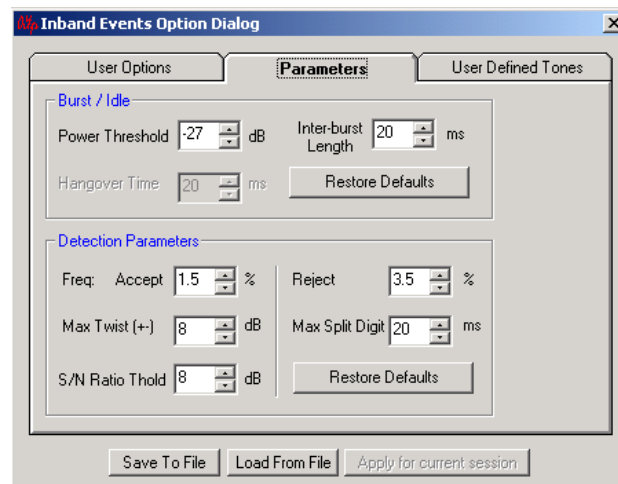 Inband Events Option Dialog
User Options Parameters User Defined Tones
Burst / Idle
Power Threshold -27 dB Inter-burst Length 20 ms
Hangover Time 20 ms Restore Defaults
Detection Parameters
Freq: Accept 1.5 % Reject 3.5 %
Max Twist (+-) 8 dB Max Split Digit 20 ms
S/N Ratio Thold 8 dB Restore Defaults
Save To File Load From File Apply for current session